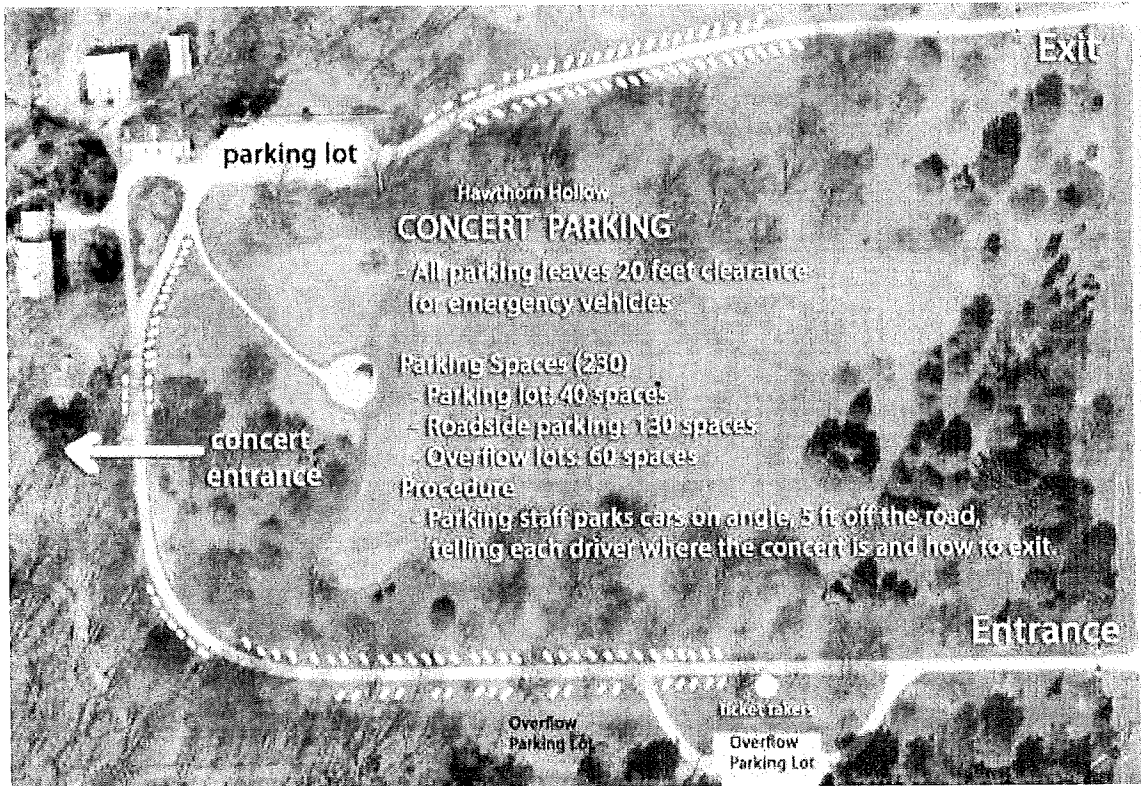 Exit
parking lot
Hawthorn Hollow
CONCERT PARKING
- All parking leaves 20 feet clearance
for emergency vehicles
Parking Spaces (230)
- Parking lot: 40 spaces
- Roadside parking: 130 spaces
- Overflow lots: 60 spaces
Procedure
- Parking staff parks cars on angle, 5 ft off the road,
telling each driver where the concert is and how to exit.
concert
entrance
Entrance
ticket takers
Overflow
Parking Lot
Overflow
Parking Lot